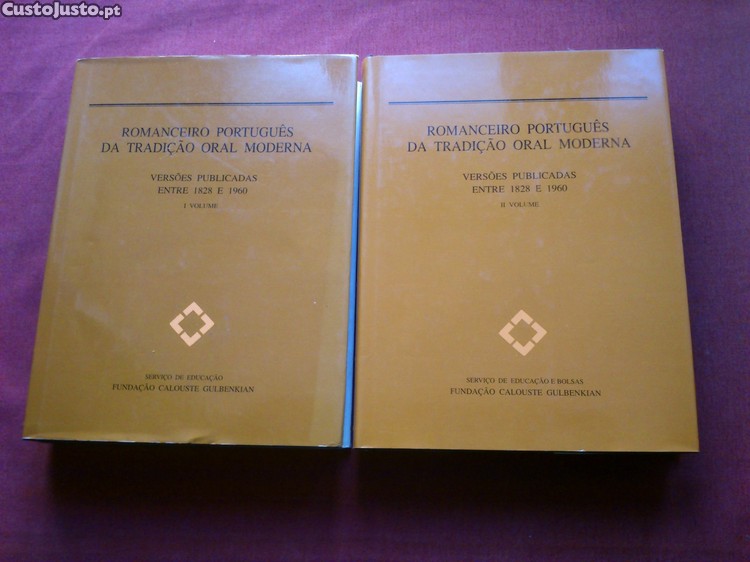 CustoJusto.pt
ROMANCEIRO PORTUGUÊS
DA TRADIÇÃO ORAL MODERNA
VERSÕES PUBLICADAS
ENTRE 1828 E 1960
I VOLUME
SERVIÇO DE EDUCAÇÃO
FUNDAÇÃO CALOUSTE GULBENKIAN
ROMANCEIRO PORTUGUÊS
DA TRADIÇÃO ORAL MODERNA
VERSÕES PUBLICADAS
ENTRE 1828 E 1960
II VOLUME
SERVIÇO DE EDUCAÇÃO E BOLSAS
FUNDAÇÃO CALOUSTE GULBENKIAN